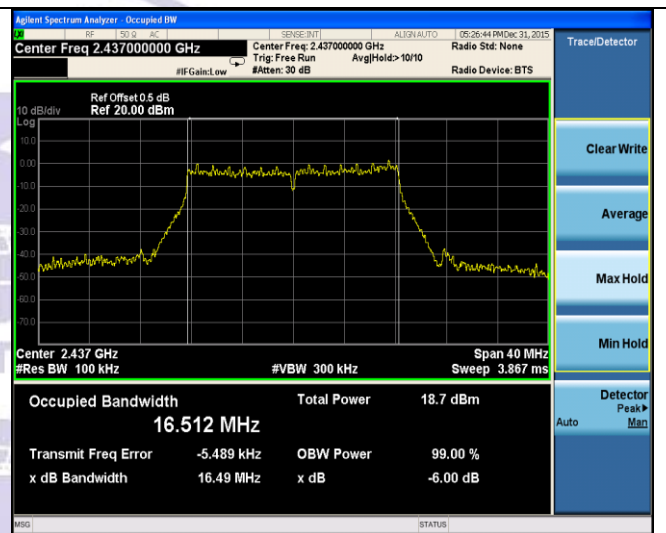 Agilent Spectrum Analyzer - Occupied BW
LXI RF 50 Ω AC SENSE:INT ALIGN AUTO 05:26:44 PM Dec 31, 2015
Center Freq 2.437000000 GHz
Center Freq: 2.437000000 GHz
Radio Std: None
Trig: Free Run Avg|Hold:> 10/10
#IFGain:Low #Atten: 30 dB Radio Device: BTS
Trace/Detector
Ref Offset 0.5 dB
10 dB/div Ref 20.00 dBm
Log
10.0
0.00
-10.0
-20.0
-30.0
-40.0
-50.0
-60.0
-70.0
Center 2.437 GHz Span 40 MHz
#Res BW 100 kHz #VBW 300 kHz Sweep 3.867 ms
Occupied Bandwidth Total Power 18.7 dBm
16.512 MHz
Transmit Freq Error -5.489 kHz OBW Power 99.00 %
x dB Bandwidth 16.49 MHz x dB -6.00 dB
Clear Write
Average
Max Hold
Min Hold
Detector
Peak▶
Auto Man
MSG STATUS